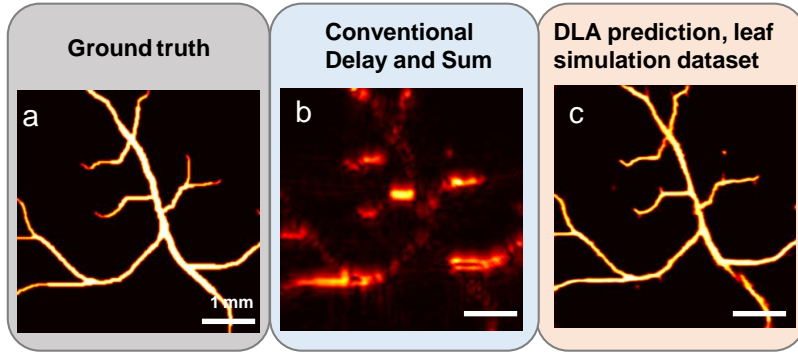 Ground truth
Conventional
Delay and Sum
DLA prediction, leaf
simulation dataset
a
b
c
1 mm